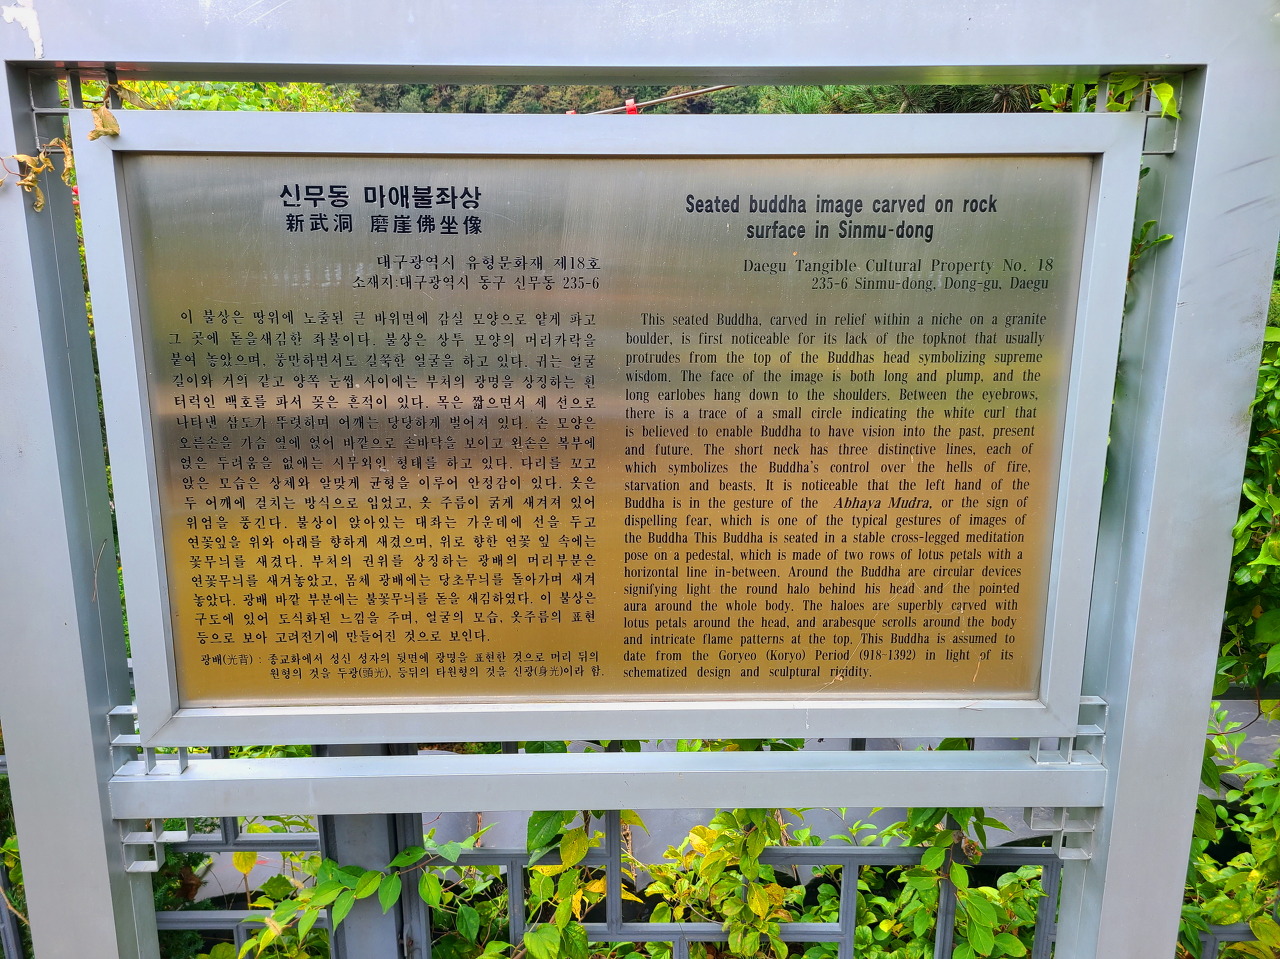 신무동 마애불좌상
新武洞 磨崖佛坐像
대구광역시 유형문화재 제18호
소재지:대구광역시 동구 신무동 235-6
이 불상은 땅위에 노출된 큰 바위면에 감실 모양으로 얕게 파고
그 곳에 돋을새김한 좌불이다. 불상은 상투 모양의 머리카락을
붙여 놓았으며, 풍만하면서도 길쭉한 얼굴을 하고 있다. 귀는 얼굴
길이와 거의 같고 양쪽 눈썹 사이에는 부처의 광명을 상징하는 흰
터럭인 백호를 파서 꽂은 흔적이 있다. 목은 짧으면서 세 선으로
나타낸 삼도가 뚜렷하며 어깨는 당당하게 벌어져 있다. 손 모양은
오른손을 가슴 옆에 얹어 바깥으로 손바닥을 보이고 왼손은 복부에
얹은 두려움을 없애는 시무외인 형태를 하고 있다. 다리를 꼬고
앉은 모습은 상체와 알맞게 균형을 이루어 안정감이 있다. 옷은
두 어깨에 걸치는 방식으로 입었고, 옷 주름이 굵게 새겨져 있어
위엄을 풍긴다. 불상이 앉아있는 대좌는 가운데에 선을 두고
연꽃잎을 위와 아래를 향하게 새겼으며, 위로 향한 연꽃 잎 속에는
꽃무늬를 새겼다. 부처의 권위를 상징하는 광배의 머리부분은
연꽃무늬를 새겨놓았고, 몸체 광배에는 당초무늬를 돌아가며 새겨
놓았다. 광배 바깥 부분에는 불꽃무늬를 돋을 새김하였다. 이 불상은
구도에 있어 도식화된 느낌을 주며, 얼굴의 모습, 옷주름의 표현
등으로 보아 고려전기에 만들어진 것으로 보인다.
광배(光背) : 종교화에서 성신 성자의 뒷면에 광명을 표현한 것으로 머리 뒤의
원형의 것을 두광(頭光), 등뒤의 타원형의 것을 신광(身光)이라 함.
Seated buddha image carved on rock
surface in Sinmu-dong
Daegu Tangible Cultural Property No. 18
235-6 Sinmu-dong, Dong-gu, Daegu
This seated Buddha, carved in relief within a niche on a granite
boulder, is first noticeable for its lack of the topknot that usually
protrudes from the top of the Buddhas head symbolizing supreme
wisdom. The face of the image is both long and plump, and the
long earlobes hang down to the shoulders. Between the eyebrows,
there is a trace of a small circle indicating the white curl that
is believed to enable Buddha to have vision into the past, present
and future. The short neck has three distinctive lines, each of
which symbolizes the Buddha's control over the hells of fire,
starvation and beasts. It is noticeable that the left hand of the
Buddha is in the gesture of the Abhaya Mudra, or the sign of
dispelling fear, which is one of the typical gestures of images of
the Buddha This Buddha is seated in a stable cross-legged meditation
pose on a pedestal, which is made of two rows of lotus petals with a
horizontal line in-between. Around the Buddha are circular devices
signifying light the round halo behind his head and the pointed
aura around the whole body. The haloes are superbly carved with
lotus petals around the head, and arabesque scrolls around the body
and intricate flame patterns at the top. This Buddha is assumed to
date from the Goryeo (Koryo) Period (918-1392) in light of its
schematized design and sculptural rigidity.